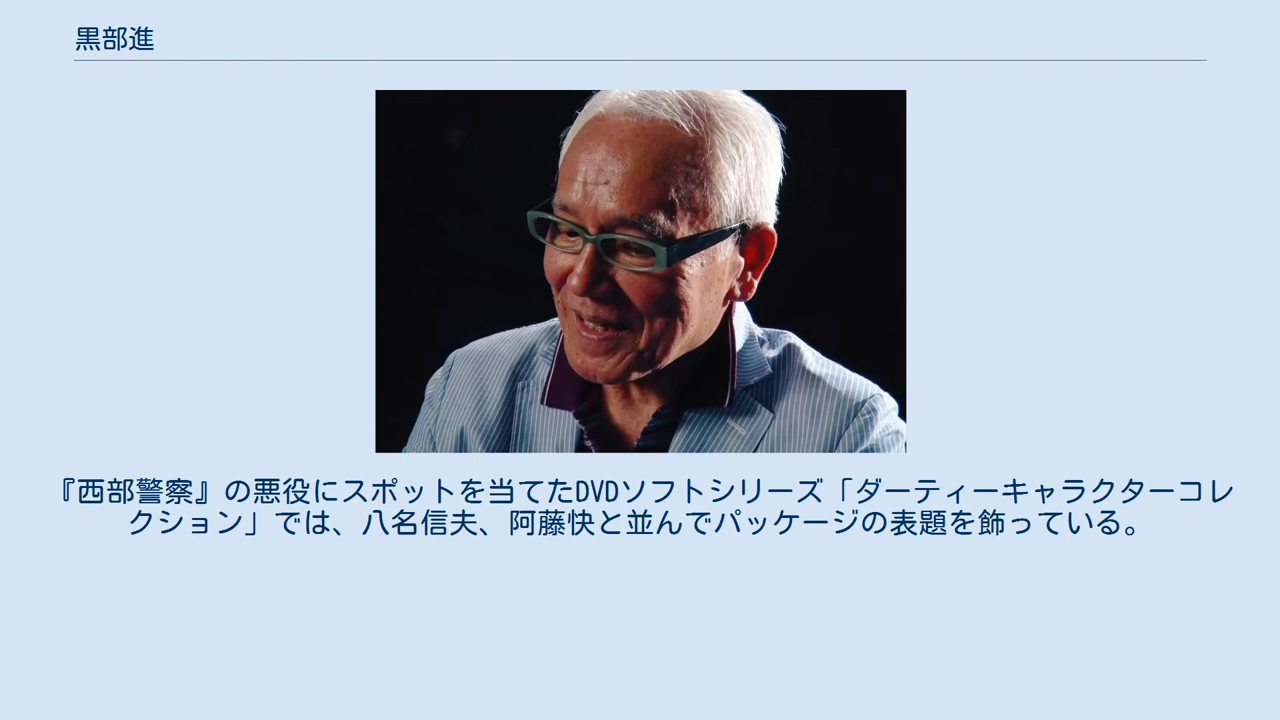 黒部進
『西部警察』の悪役にスポットを当てたDVDソフトシリーズ「ダーティーキャラクターコレ
クション」では、八名信夫、阿藤快と並んでパッケージの表題を飾っている。